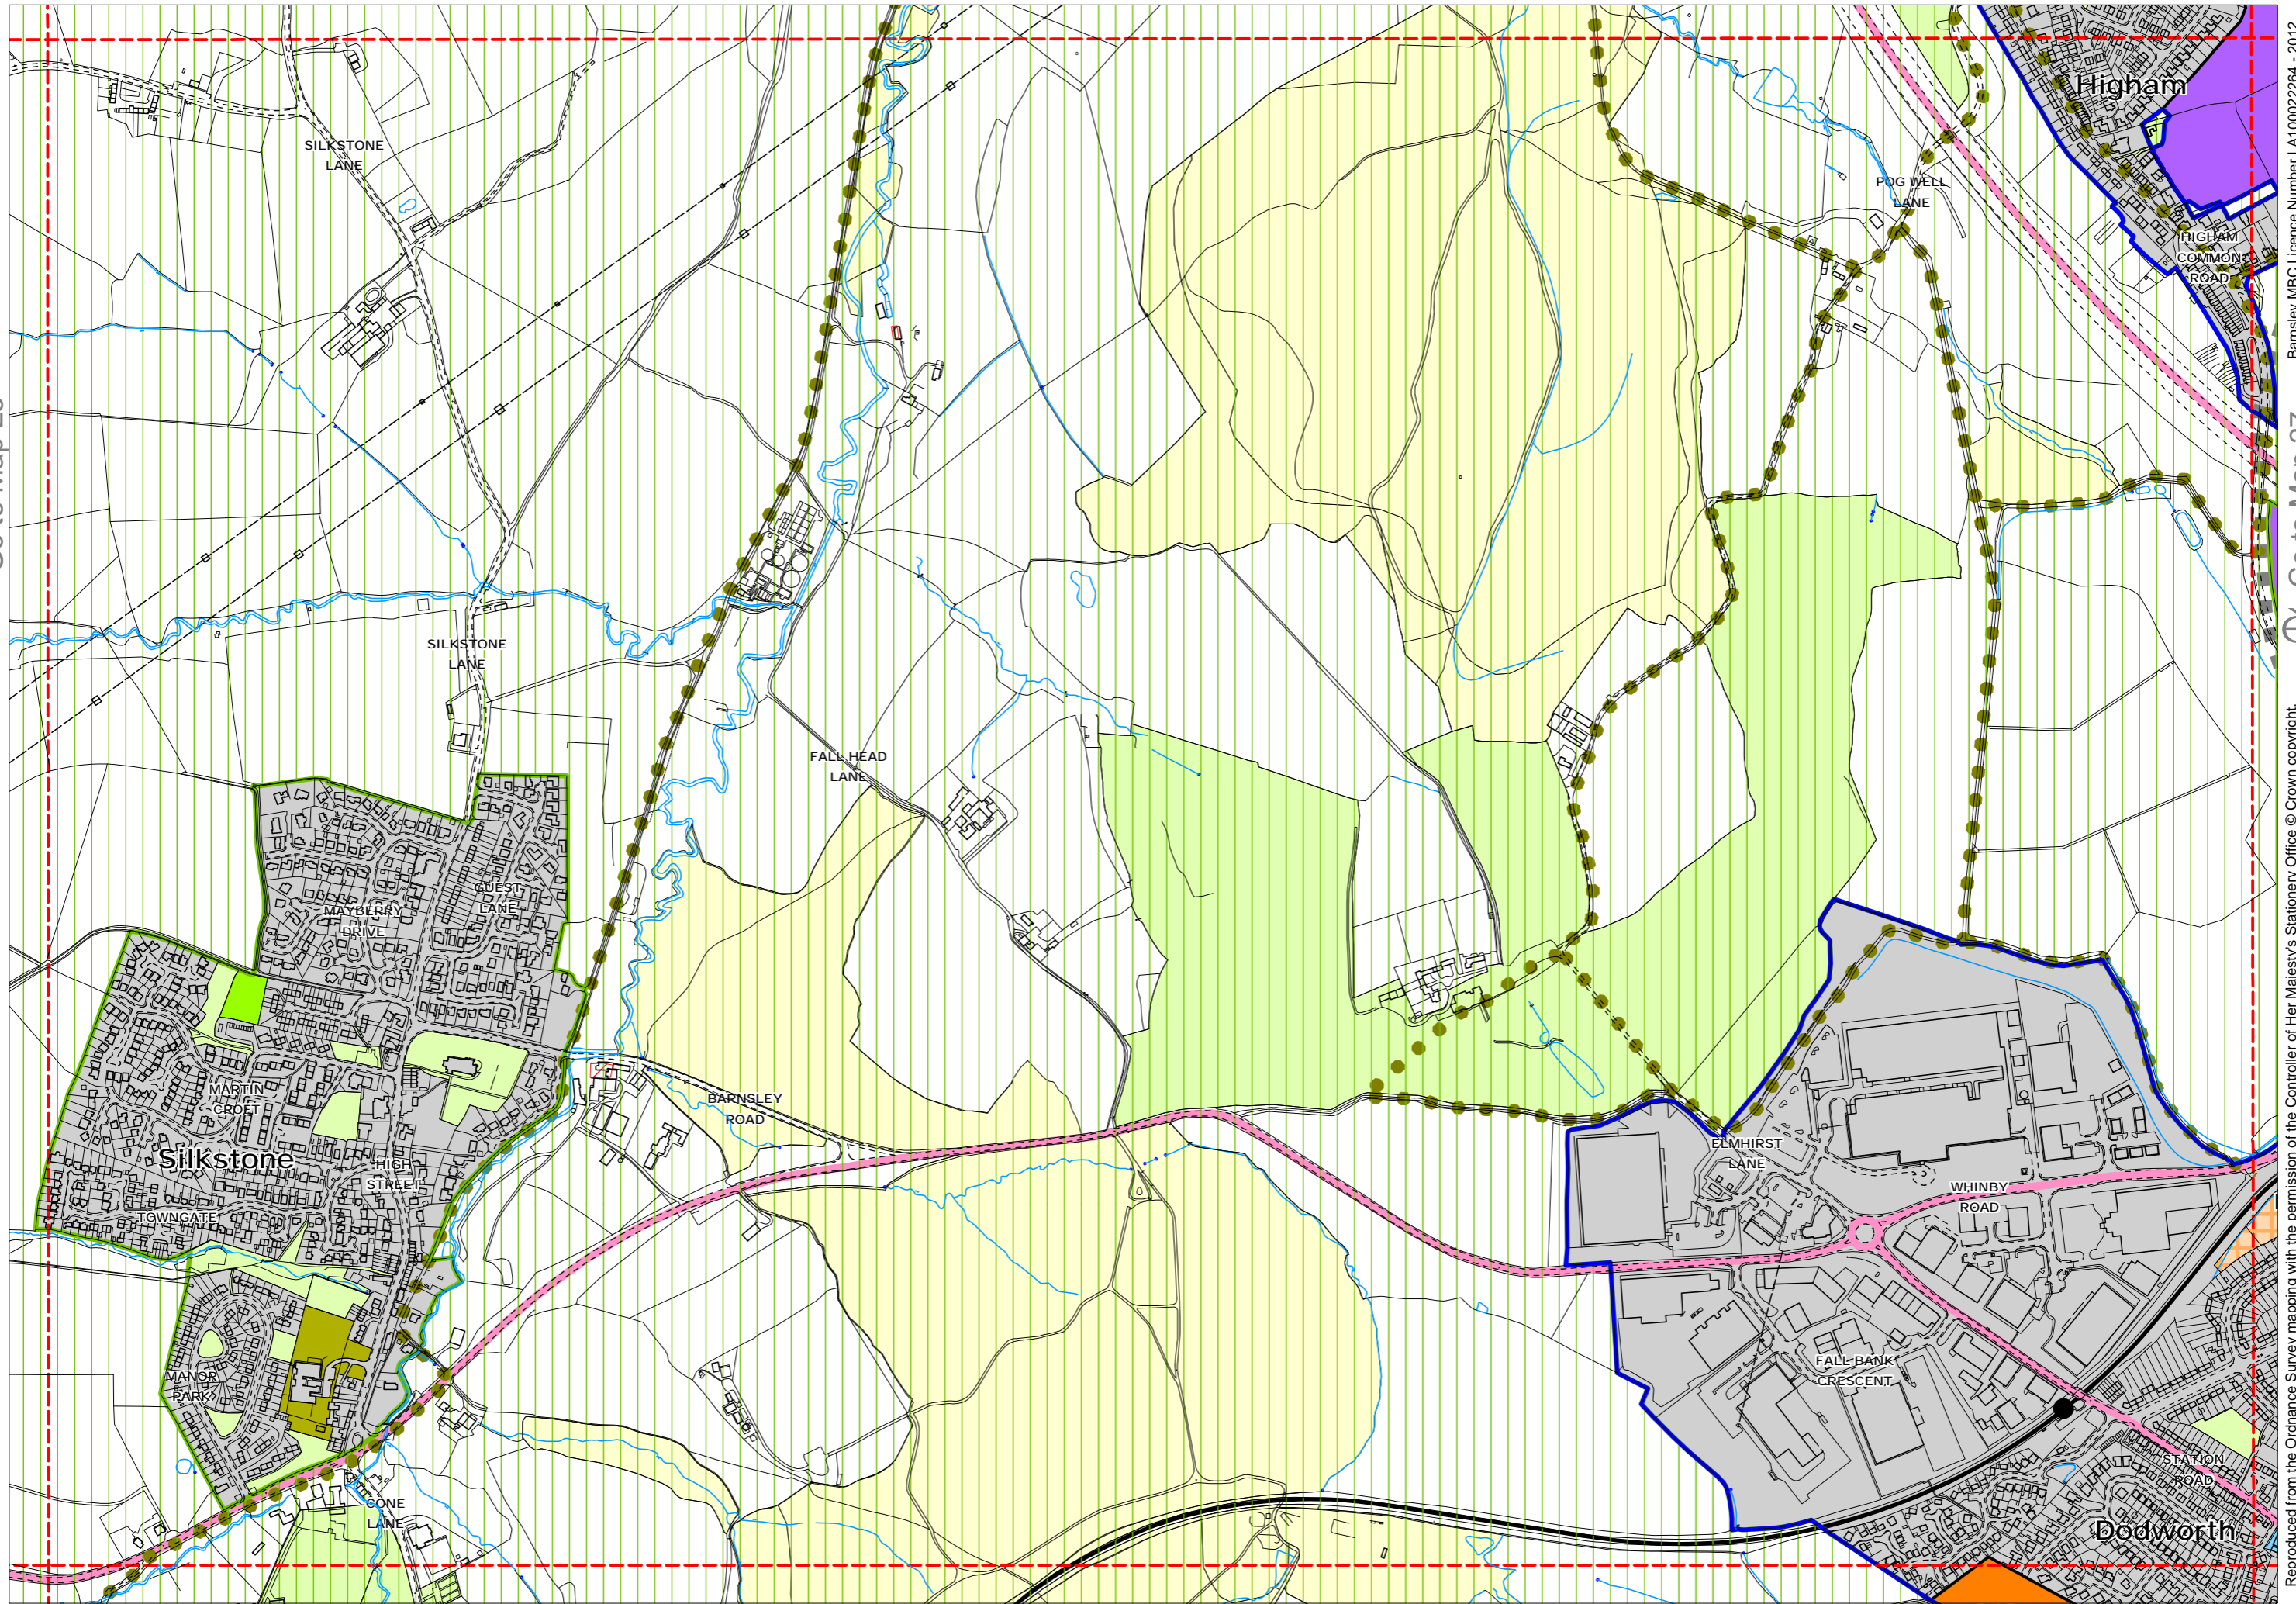 Higham
SILKSTONE
LANE
POG WELL
LANE
HIGHAM
COMMON
ROAD
SILKSTONE
LANE
FALL HEAD
LANE
GUEST
LANE
MAYBERRY
DRIVE
MARTIN
CROFT
BARNSLEY
ROAD
ELMHIRST
LANE
Silkstone
HIGH
STREET
WHINBY
ROAD
TOWNGATE
FALL BANK
CRESCENT
MANOR
PARK
STATION
ROAD
CONE
LANE
Dodworth
Reproduced from the Ordnance Survey mapping with the permission of the Controller of Her Majesty's Stationery Office © Crown copyright.
Barnsley MBC Licence Number LA100022264 - 2012